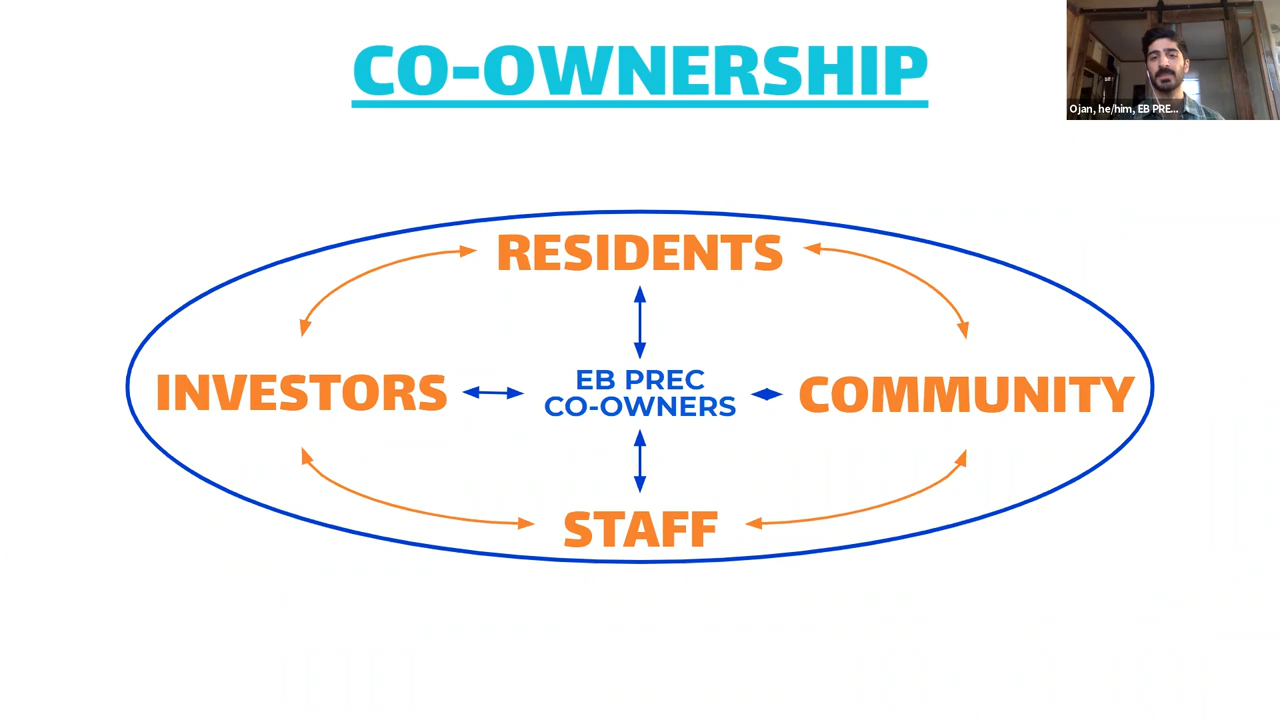 CO-OWNERSHIP
Ojan, he/him, EB PRE...
RESIDENTS
INVESTORS
EB PREC
CO-OWNERS
COMMUNITY
STAFF